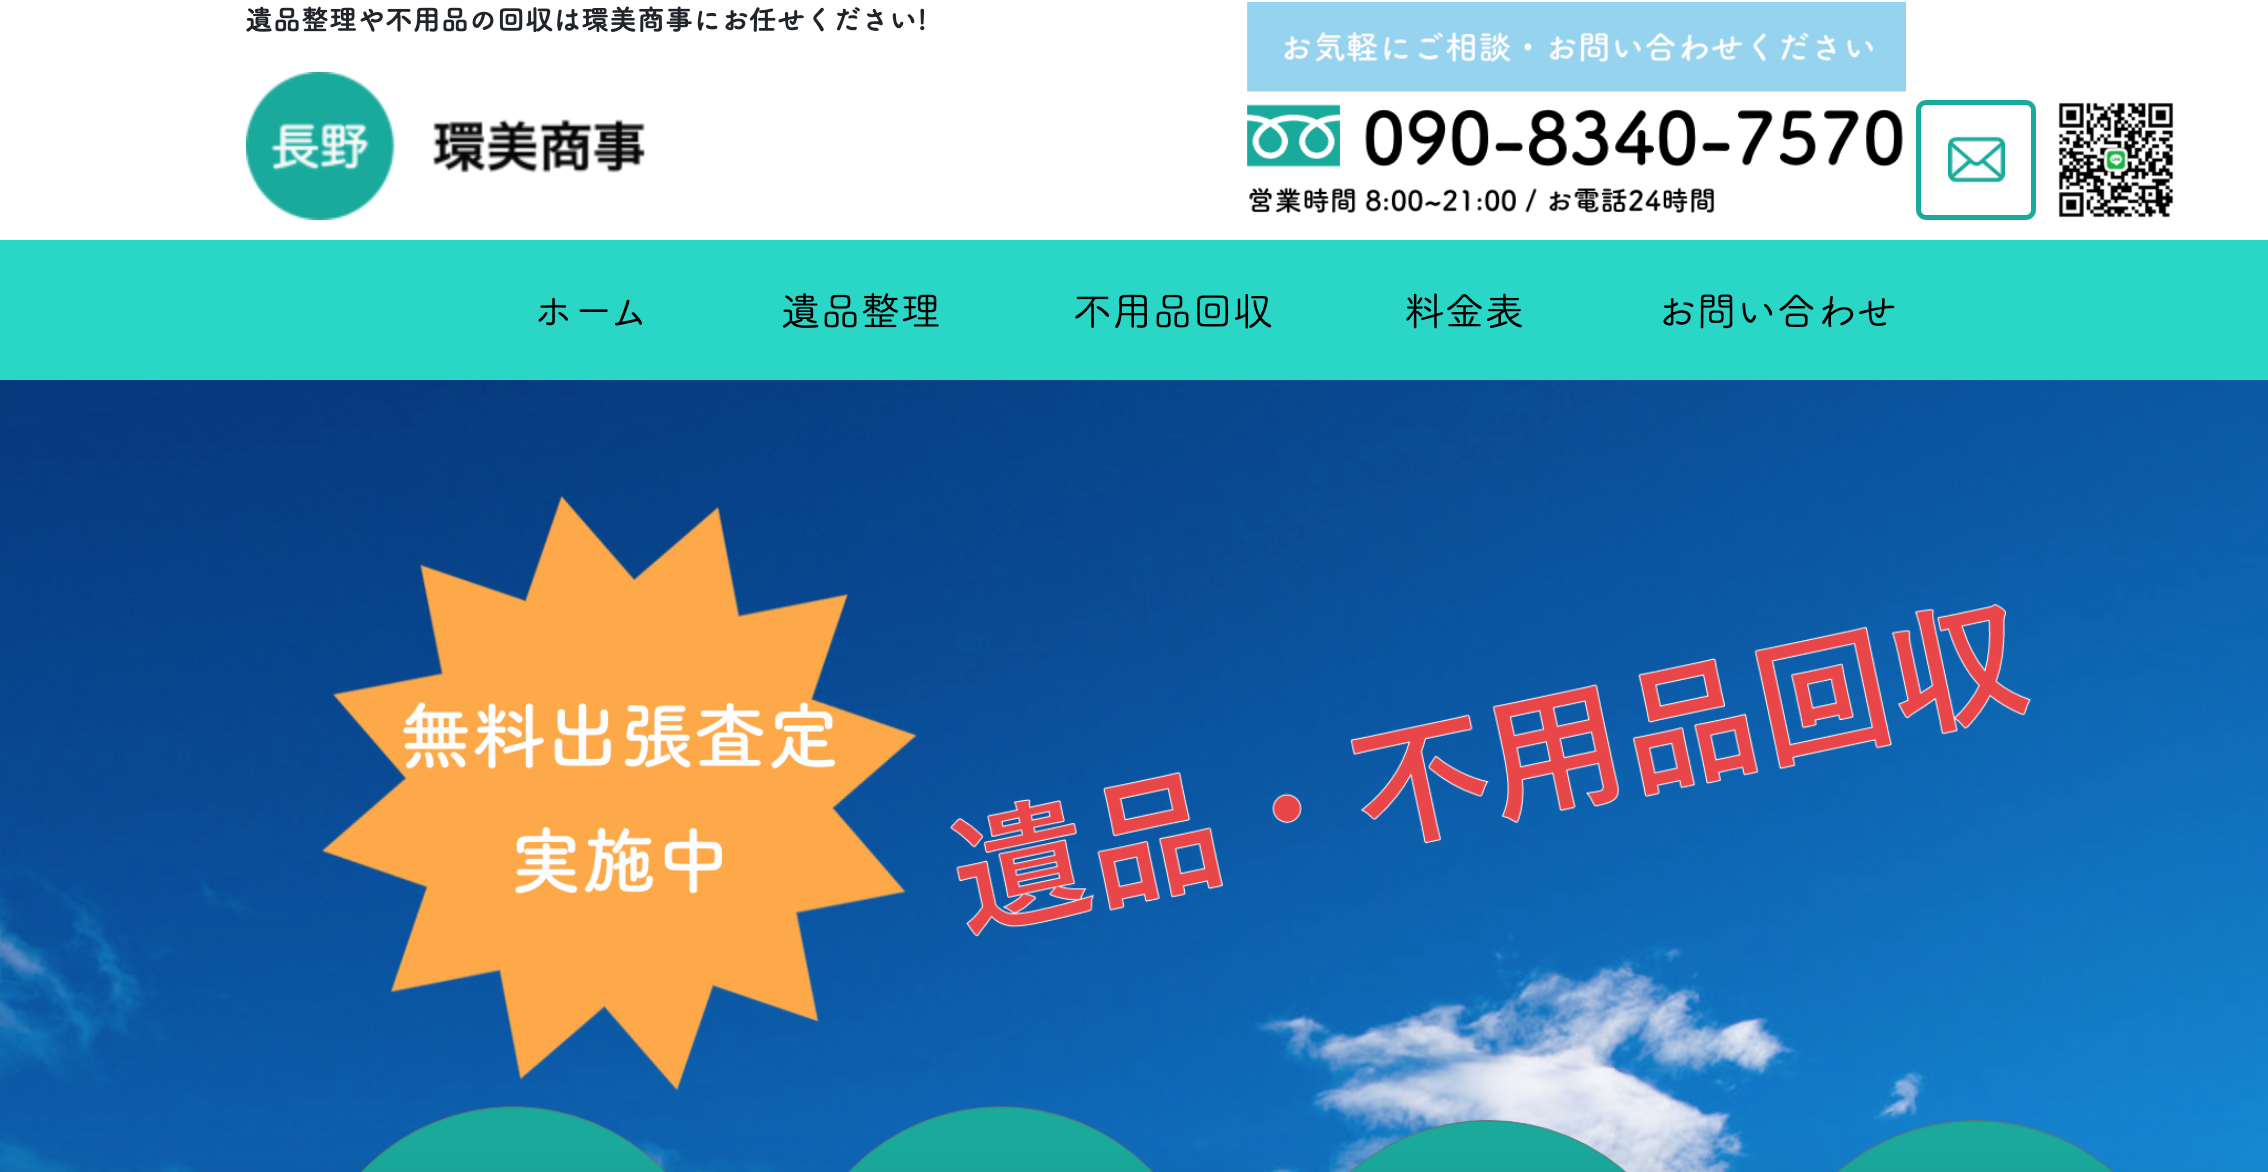 遺品整理や不用品の回収は環美商事にお任せください!
お気軽にご相談・お問い合わせください
長野
環美商事
090-8340-7570
営業時間 8:00~21:00 / お電話24時間
ホーム
遺品整理
不用品回収
料金表
お問い合わせ
無料出張査定
実施中
遺品・不用品回収